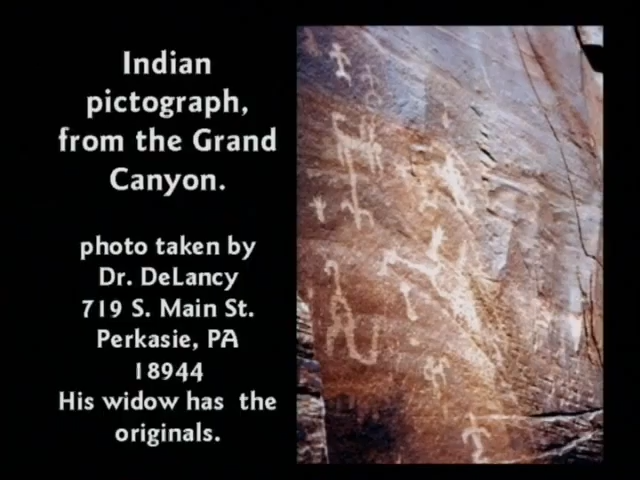 Indian
pictograph,
from the Grand
Canyon.
photo taken by
Dr. DeLancy
719 S. Main St.
Perkasie, PA
18944
His widow has  the
originals.